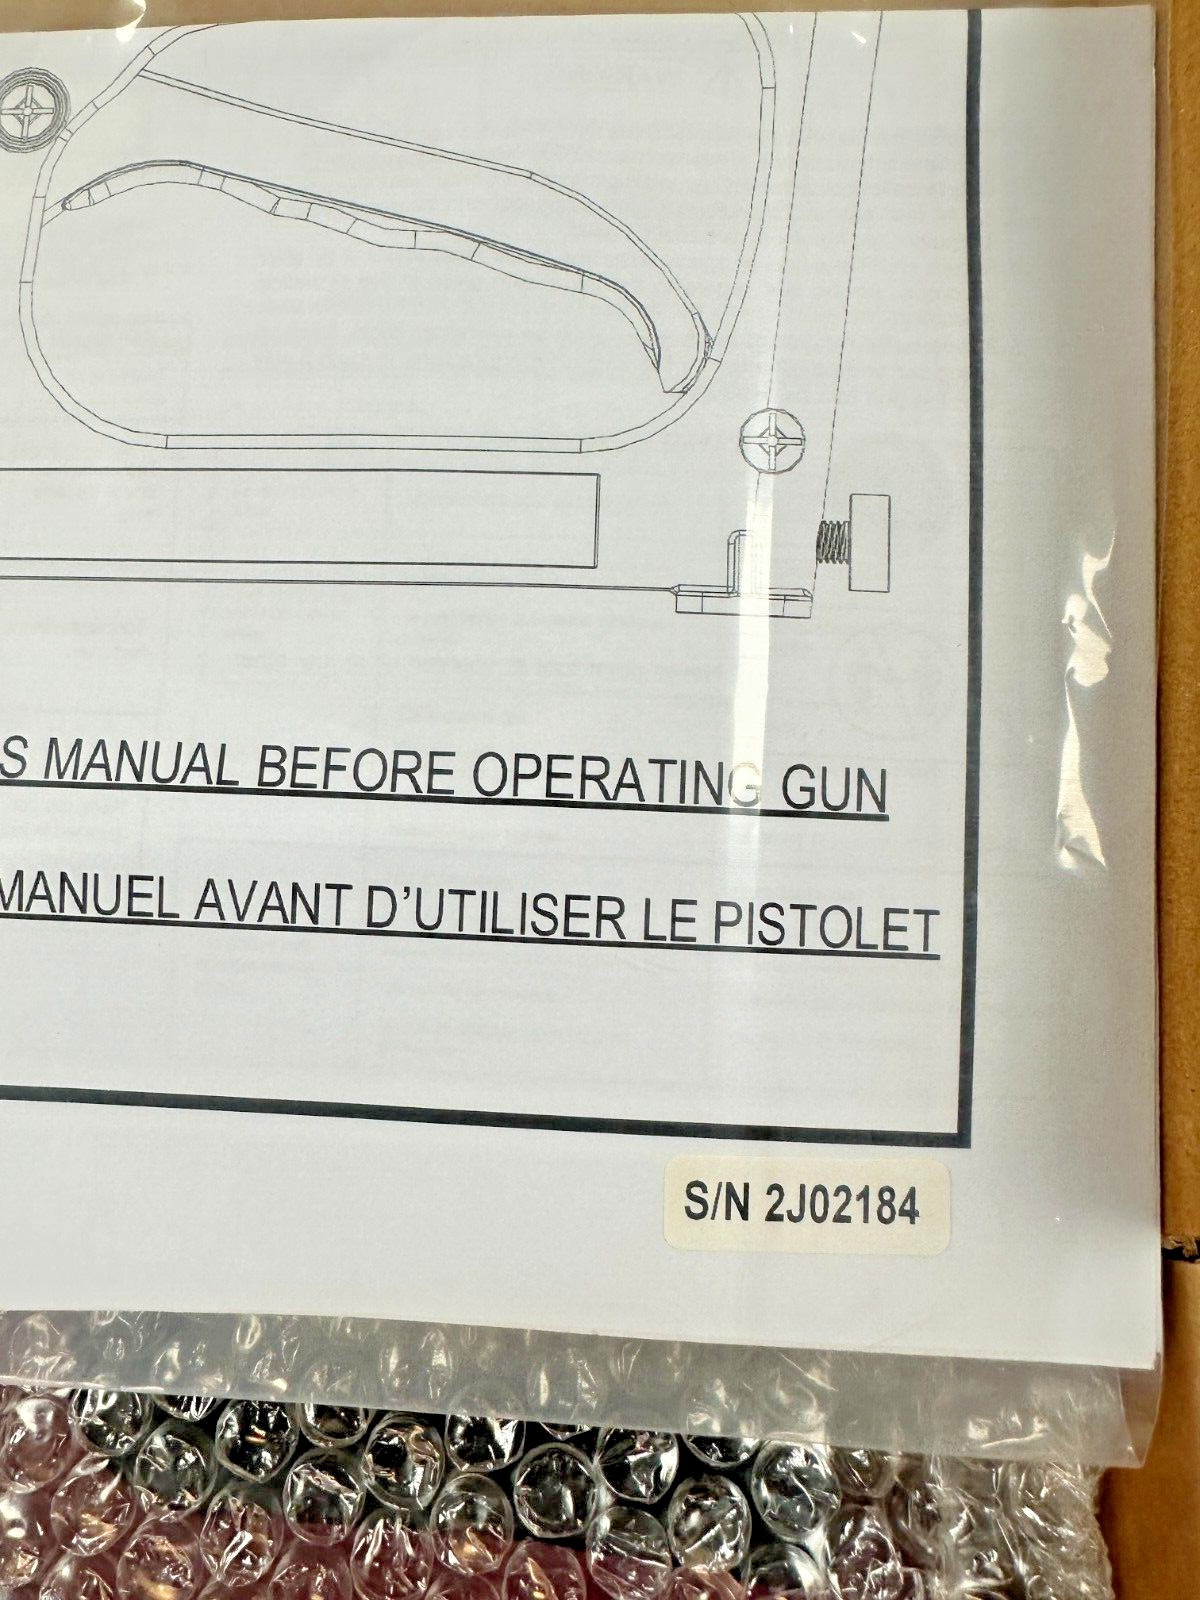 S MANUAL BEFORE OPERATING GUN
MANUEL AVANT D'UTILISER LE PISTOLET
S/N 2J02184